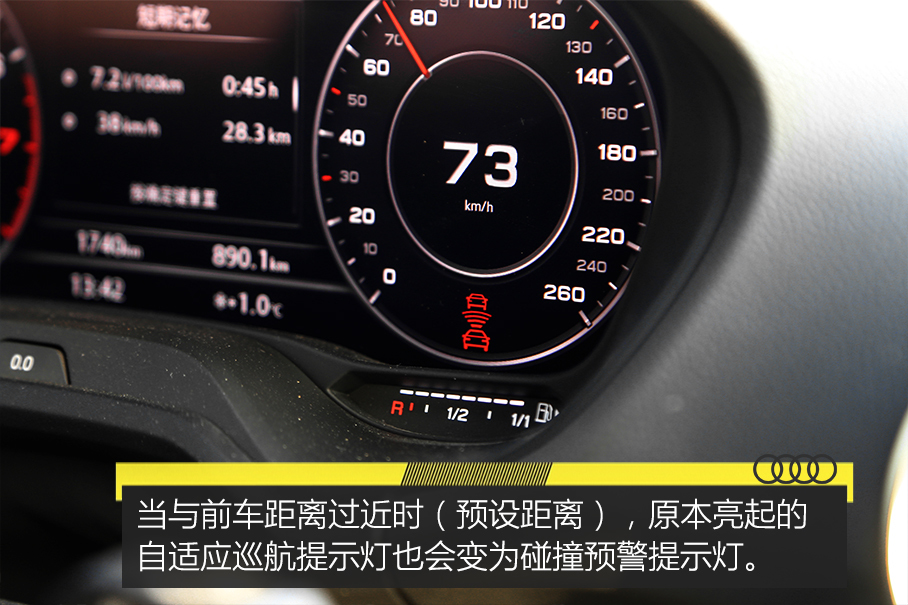 短期记忆
7.2 l/100km 0:45 h
38 km/h 28.3 km
1740 km 890.1 km
13:42 +1.0 °C
0.0
0 10 20 30 40 50 60 70 80 90 100 110 120 130 140 160 180 200 220 240 260
73
km/h
R 1/2 1/1
当与前车距离过近时（预设距离），原本亮起的
自适应巡航提示灯也会变为碰撞预警提示灯。